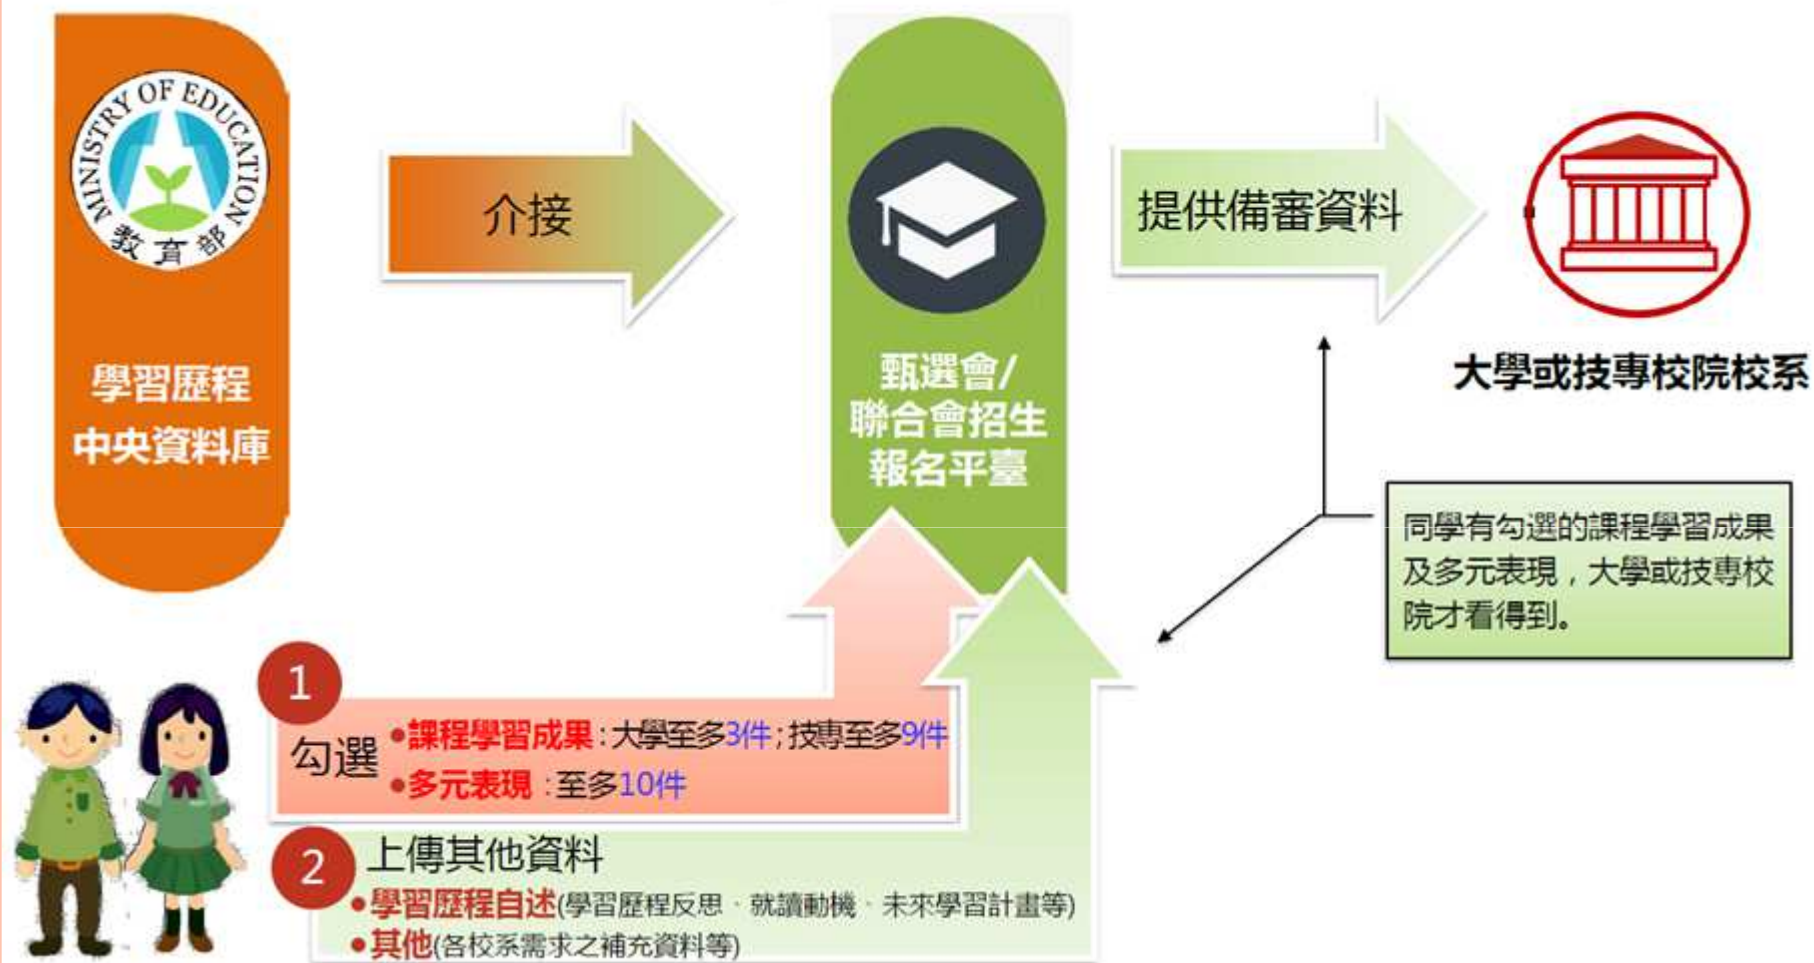 MINISTRY OF EDUCATION
教育部
學習歷程
中央資料庫
介接
甄選會/
聯合會招生
報名平臺
提供備審資料
大學或技專校院校系
同學有勾選的課程學習成果
及多元表現，大學或技專校
院才看得到。
1
勾選
•課程學習成果：大學至多3件；技專至多9件
•多元表現：至多10件
2
上傳其他資料
•學習歷程自述(學習歷程反思、就讀動機、未來學習計畫等)
•其他(各校系需求之補充資料等)